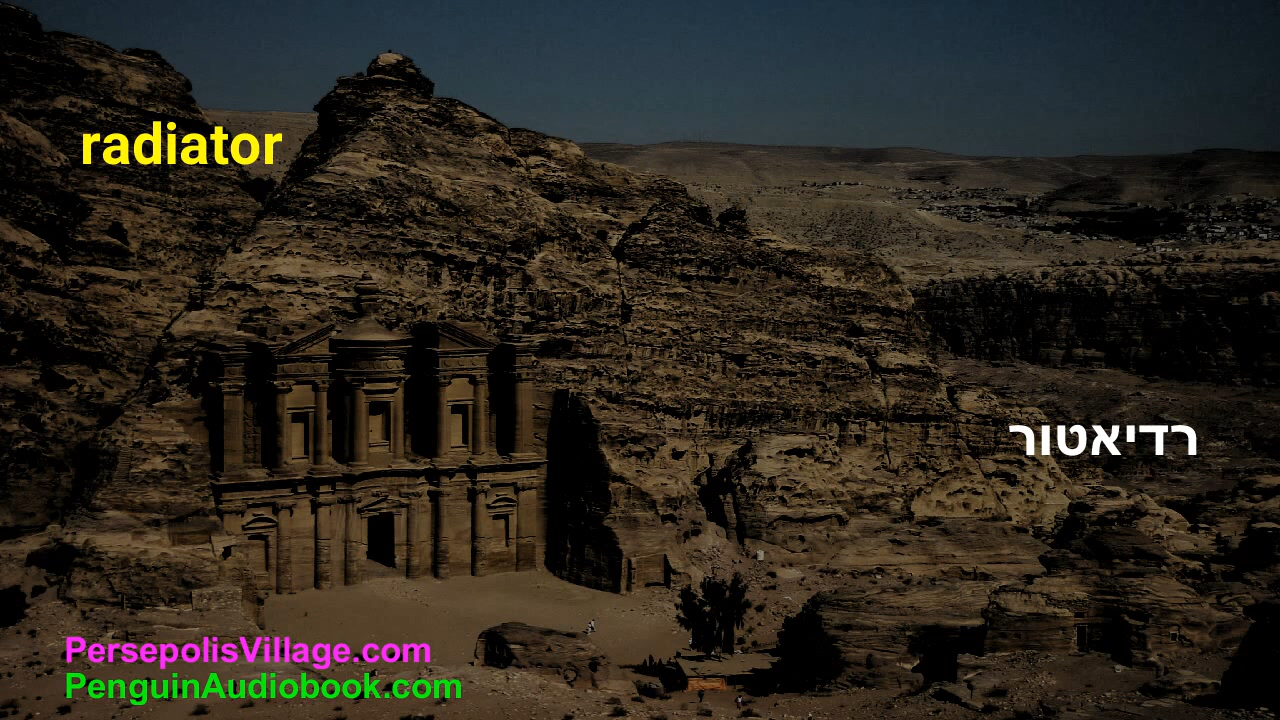 radiator
רדיאטור
PersepolisVillage.com
PenguinAudiobook.com